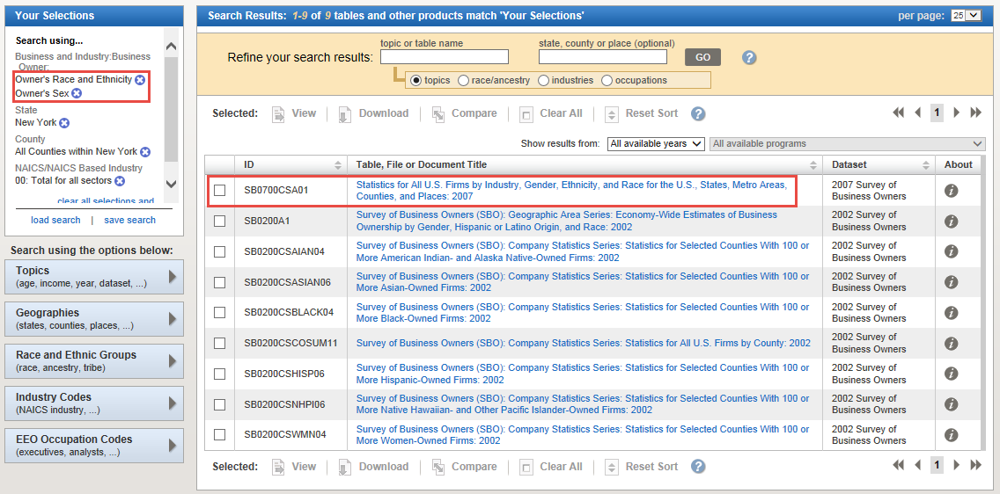 Your Selections
Search using...
Business and Industry:Business
Owner:
Owner's Race and Ethnicity
Owner's Sex
State
New York
County
All Counties within New York
NAICS/NAICS Based Industry
00: Total for all sectors
clear all selections and
load search | save search
Search using the options below:
Topics
(age, income, year, dataset, ...)
Geographies
(states, counties, places, ...)
Race and Ethnic Groups
(race, ancestry, tribe)
Industry Codes
(NAICS industry, ...)
EEO Occupation Codes
(executives, analysts, ...)
Search Results: 1-9 of 9 tables and other products match 'Your Selections'
per page: 25
topic or table name
state, county or place (optional)
Refine your search results:
GO
?
topics race/ancestry industries occupations
Selected: View Download Compare Clear All Reset Sort ?
1
Show results from: All available years All available programs
ID Table, File or Document Title Dataset About
SB0700CSA01
Statistics for All U.S. Firms by Industry, Gender, Ethnicity, and Race for the U.S., States, Metro Areas,
Counties, and Places: 2007
2007 Survey of
Business Owners
SB0200A1
Survey of Business Owners (SBO): Geographic Area Series: Economy-Wide Estimates of Business
Ownership by Gender, Hispanic or Latino Origin, and Race: 2002
2002 Survey of
Business Owners
SB0200CSAIAN04
Survey of Business Owners (SBO): Company Statistics Series: Statistics for Selected Counties With 100 or
More American Indian- and Alaska Native-Owned Firms: 2002
2002 Survey of
Business Owners
SB0200CSASIAN06
Survey of Business Owners (SBO): Company Statistics Series: Statistics for Selected Counties With 100 or
More Asian-Owned Firms: 2002
2002 Survey of
Business Owners
SB0200CSBLACK04
Survey of Business Owners (SBO): Company Statistics Series: Statistics for Selected Counties With 100 or
More Black-Owned Firms: 2002
2002 Survey of
Business Owners
SB0200CSCOSUM11
Survey of Business Owners (SBO): Company Statistics Series: Statistics for All U.S. Firms by County: 2002
2002 Survey of
Business Owners
SB0200CSHISP06
Survey of Business Owners (SBO): Company Statistics Series: Statistics for Selected Counties With 100 or
More Hispanic-Owned Firms: 2002
2002 Survey of
Business Owners
SB0200CSNHPI06
Survey of Business Owners (SBO): Company Statistics Series: Statistics for Selected Counties With 100 or
More Native Hawaiian- and Other Pacific Islander-Owned Firms: 2002
2002 Survey of
Business Owners
SB0200CSWMN04
Survey of Business Owners (SBO): Company Statistics Series: Statistics for Selected Counties With 100 or
More Women-Owned Firms: 2002
2002 Survey of
Business Owners
Selected: View Download Compare Clear All Reset Sort ?
1